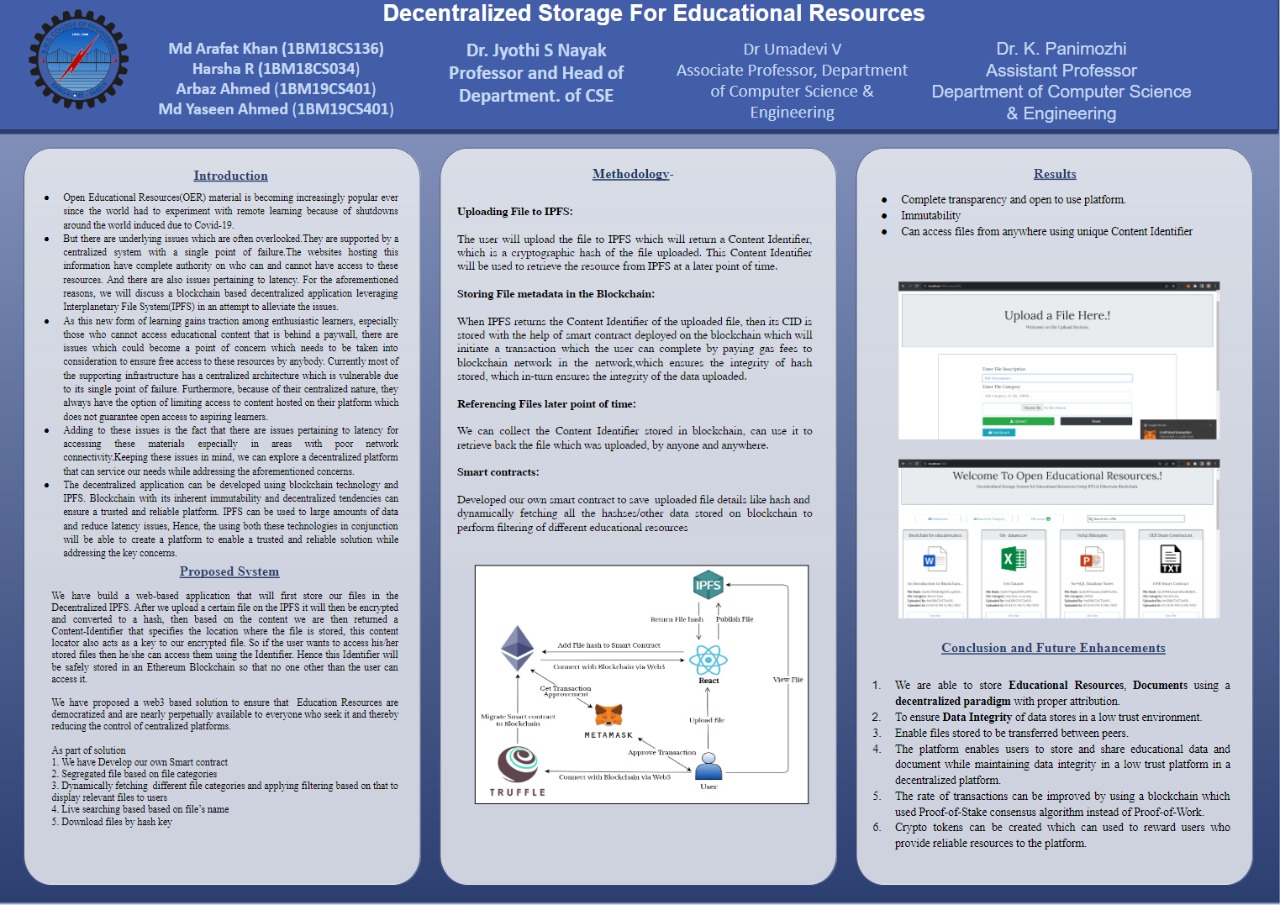 Decentralized Storage For Educational Resources
Md Arafat Khan (1BM18CS136)
Harsha R (1BM18CS034)
Arbaz Ahmed (1BM19CS401)
Md Yaseen Ahmed (1BM19CS401)
Dr. Jyothi S Nayak
Professor and Head of
Department. of CSE
Dr Umadevi V
Associate Professor, Department
of Computer Science &
Engineering
Dr. K. Panimozhi
Assistant Professor
Department of Computer Science
& Engineering
Introduction
● Open Educational Resources(OER) material is becoming increasingly popular ever
since the world had to experiment with remote learning because of shutdowns
around the world induced due to Covid-19.
● But there are underlying issues which are often overlooked.They are supported by a
centralized system with a single point of failure.The websites hosting this
information have complete authority on who can and cannot have access to these
resources. And there are also issues pertaining to latency. For the aforementioned
reasons, we will discuss a blockchain based decentralized application leveraging
Interplanetary File System(IPFS) in an attempt to alleviate the issues.
● As this new form of learning gains traction among enthusiastic learners, especially
those who cannot access educational content that is behind a paywall, there are
issues which could become a point of concern which needs to be taken into
consideration to ensure free access to these resources by anybody. Currently most of
the supporting infrastructure has a centralized architecture which is vulnerable due
to its single point of failure. Furthermore, because of their centralized nature, they
always have the option of limiting access to content hosted on their platform which
does not guarantee open access to aspiring learners.
● Adding to these issues is the fact that there are issues pertaining to latency for
accessing these materials especially in areas with poor network
connectivity.Keeping these issues in mind, we can explore a decentralized platform
that can service our needs while addressing the aforementioned concerns.
● The decentralized application can be developed using blockchain technology and
IPFS. Blockchain with its inherent immutability and decentralized tendencies can
ensure a trusted and reliable platform. IPFS can be used to large amounts of data
and reduce latency issues, Hence, the using both these technologies in conjunction
will be able to create a platform to enable a trusted and reliable solution while
addressing the key concerns.
Proposed System
We have build a web-based application that will first store our files in the
Decentralized IPFS. After we upload a certain file on the IPFS it will then be encrypted
and converted to a hash, then based on the content we are then returned a
Content-Identifier that specifies the location where the file is stored, this content
locator also acts as a key to our encrypted file. So if the user wants to access his/her
stored files then he/she can access them using the Identifier. Hence this Identifier will
be safely stored in an Ethereum Blockchain so that no one other than the user can
access it.
We have proposed a web3 based solution to ensure that Education Resources are
democratized and are nearly perpetually available to everyone who seek it and thereby
reducing the control of centralized platforms.
As part of solution
1. We have Develop our own Smart contract
2. Segregated file based on file categories
3. Dynamically fetching different file categories and applying filtering based on that to
display relevant files to users
4. Live searching based based on file's name
5. Download files by hash key
Methodology-
Uploading File to IPFS:
The user will upload the file to IPFS which will return a Content Identifier,
which is a cryptographic hash of the file uploaded. This Content Identifier
will be used to retrieve the resource from IPFS at a later point of time.
Storing File metadata in the Blockchain:
When IPFS returns the Content Identifier of the uploaded file, then its CID is
stored with the help of smart contract deployed on the blockchain which will
initiate a transaction which the user can complete by paying gas fees to
blockchain network in the network,which ensures the integrity of hash
stored, which in-turn ensures the integrity of the data uploaded.
Referencing Files later point of time:
We can collect the Content Identifier stored in blockchain, can use it to
retrieve back the file which was uploaded, by anyone and anywhere.
Smart contracts:
Developed our own smart contract to save uploaded file details like hash and
dynamically fetching all the hashses/other data stored on blockchain to
perform filtering of different educational resources
IPFS
Return File hash
Publish File
Add File hash to Smart Contract
Connect with Blockchain via Web3
React
View File
Get Transaction
Approvement
Migrate Smart contract
to Blockchain
METAMASK
Upload file
Approve Transaction
TRUFFLE
Connect with Blockchain via Web3
User
Results
● Complete transparency and open to use platform.
● Immutability
● Can access files from anywhere using unique Content Identifier
Upload a File Here.!
Welcome to the Upload Section.
Enter File Description
Enter File Category
Welcome To Open Educational Resources.!
Conclusion and Future Enhancements
1. We are able to store Educational Resources, Documents using a
decentralized paradigm with proper attribution.
2. To ensure Data Integrity of data stores in a low trust environment.
3. Enable files stored to be transferred between peers.
4. The platform enables users to store and share educational data and
document while maintaining data integrity in a low trust platform in a
decentralized platform.
5. The rate of transactions can be improved by using a blockchain which
used Proof-of-Stake consensus algorithm instead of Proof-of-Work.
6. Crypto tokens can be created which can used to reward users who
provide reliable resources to the platform.